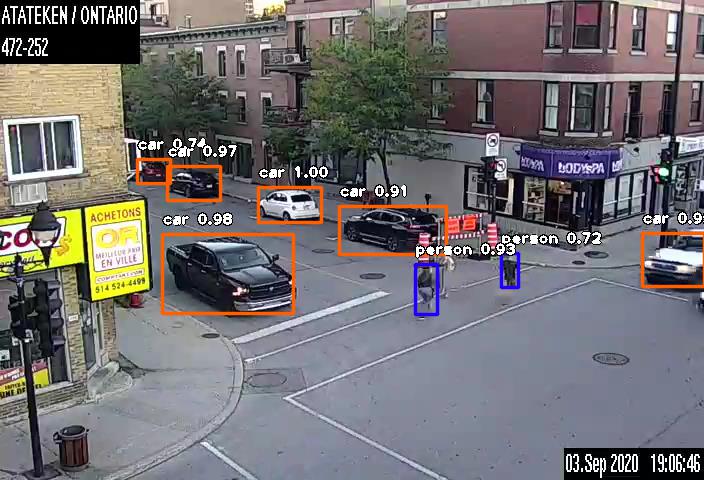 ATATEKEN / ONTARIO
472-252
car 0.74
car 0.97
car 1.00
car 0.91
car 0.98
person 0.93
person 0.72
car 0.9
ACHETONS
OR
MEILLEUR PRIX
EN VILLE
COMPTANT.COM
514 524-4499
03.Sep 2020 19:06:46